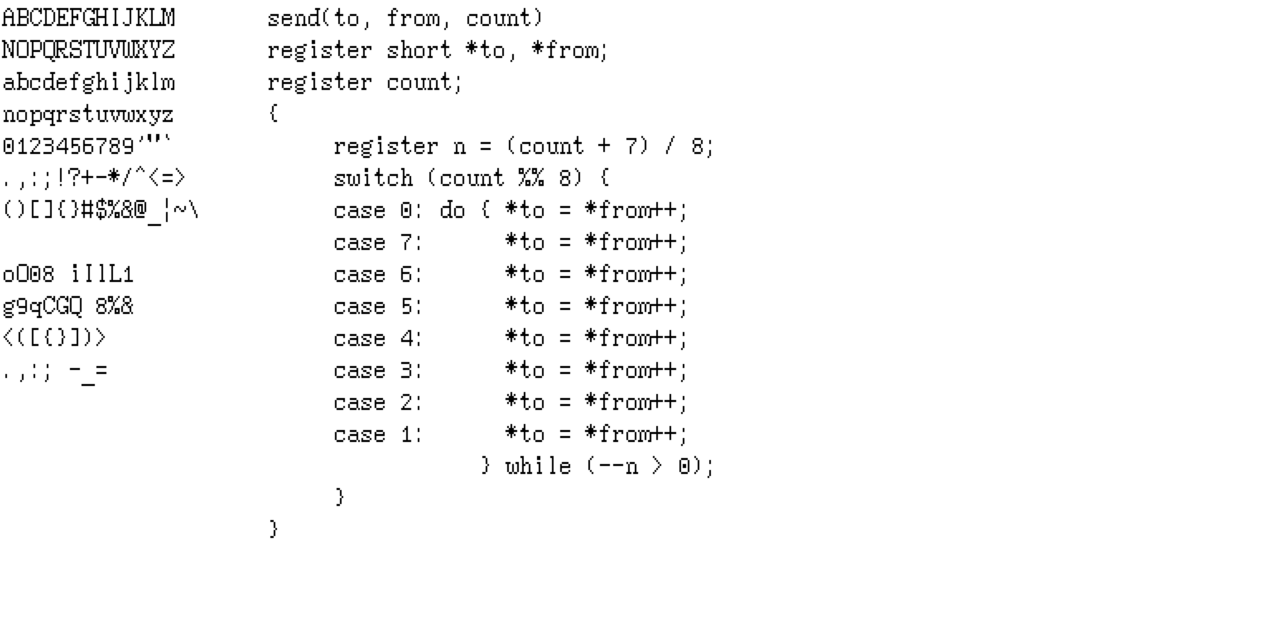 ABCDEFGHIJKLM send(to, from, count)
NOPQRSTUVWXYZ register short *to, *from;
abcdefghijklm register count;
nopqrstuvwxyz {
0123456789'"` register n = (count + 7) / 8;
.,:;!?+-*/^<=> switch (count %% 8) {
()[]{}#$%&@_¦~\ case 0: do { *to = *from++;
case 7: *to = *from++;
oO08 iIlL1 case 6: *to = *from++;
g9qCGQ 8%& case 5: *to = *from++;
<([{}])> case 4: *to = *from++;
.,:; -_= case 3: *to = *from++;
case 2: *to = *from++;
case 1: *to = *from++;
} while (--n > 0);
}
}